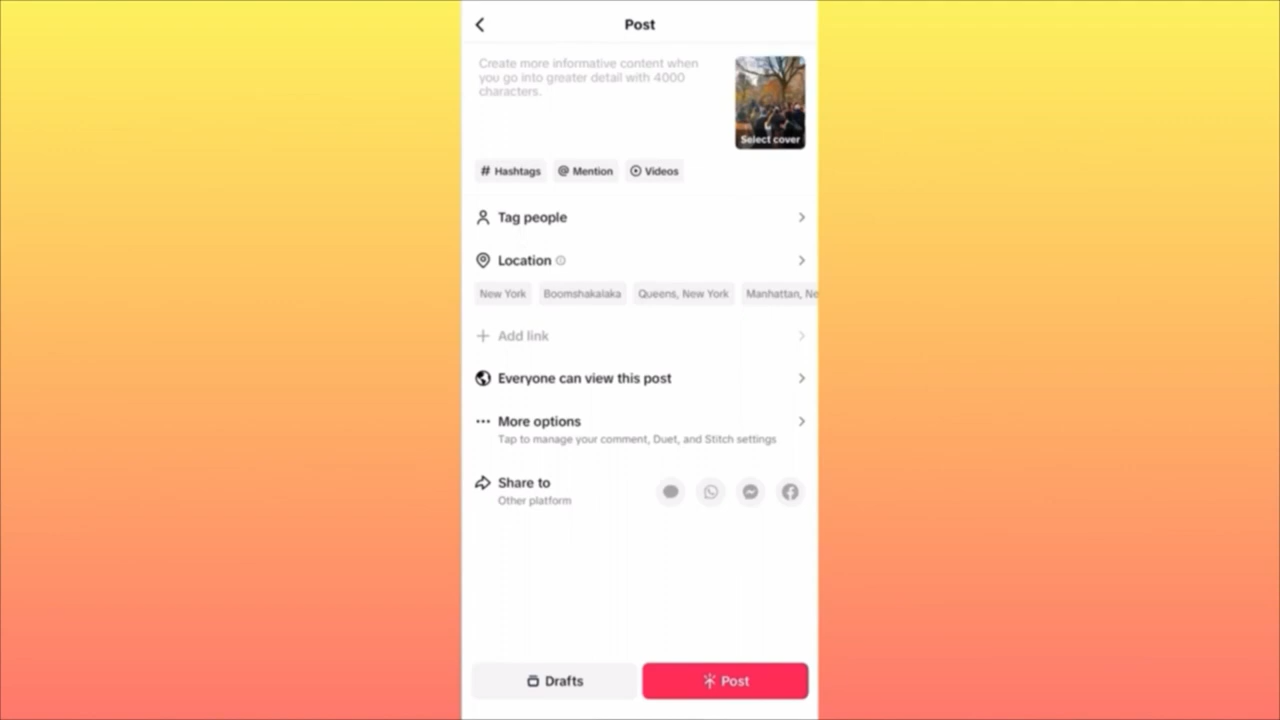 Post
Create more informative content when
you go into greater detail with 4000
characters.
Select cover
# Hashtags
@ Mention
Videos
Tag people
Location
New York
Boomshakalaka
Queens, New York
Manhattan, Ne
+ Add link
Everyone can view this post
More options
Tap to manage your comment, Duet, and Stitch settings
Share to
Other platform
Drafts
Post